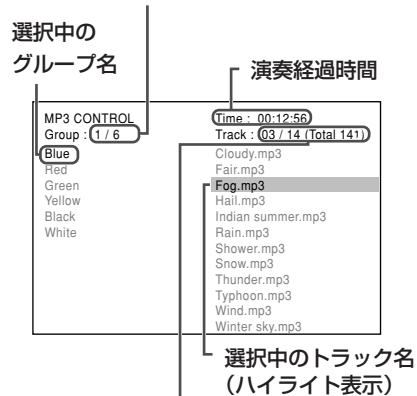 選択中の
グループ名
演奏経過時間
MP3 CONTROL
Group : 1 / 6
Blue
Red
Green
Yellow
Black
White
Time : 00:12:56
Track : 03 / 14 (Total 141)
Cloudy.mp3
Fair.mp3
Fog.mp3
Hail.mp3
Indian summer.mp3
Rain.mp3
Shower.mp3
Snow.mp3
Thunder.mp3
Typhoon.mp3
Wind.mp3
Winter sky.mp3
選択中のトラック名
(ハイライト表示)